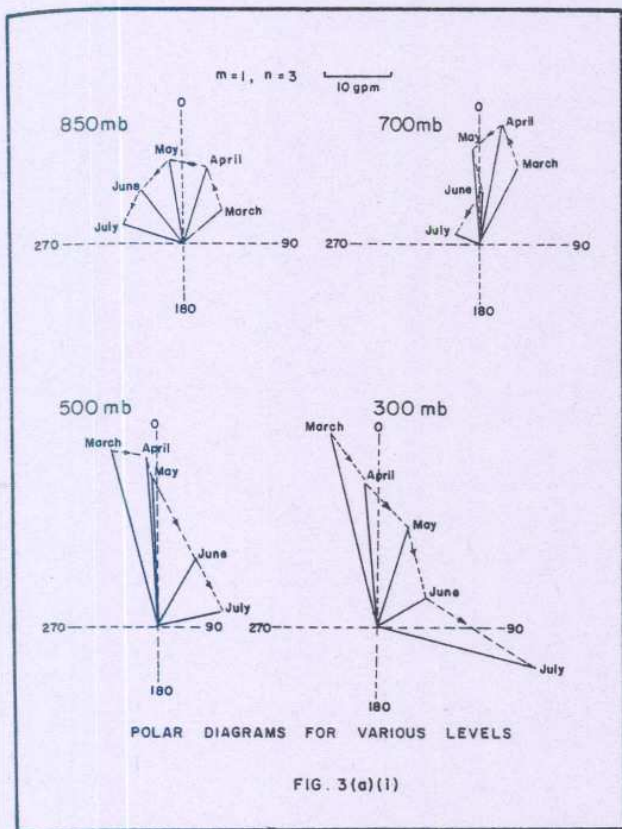 m=1, n=3 10 gpm
850mb
0
May
April
June
March
July
270 90
180
700mb
0
April
May
March
June
July
270 90
180
500mb
0
March
April
May
June
July
270 90
180
300 mb
0
March
April
May
June
270 90
July
180
POLAR DIAGRAMS FOR VARIOUS LEVELS
FIG. 3(a)(i)